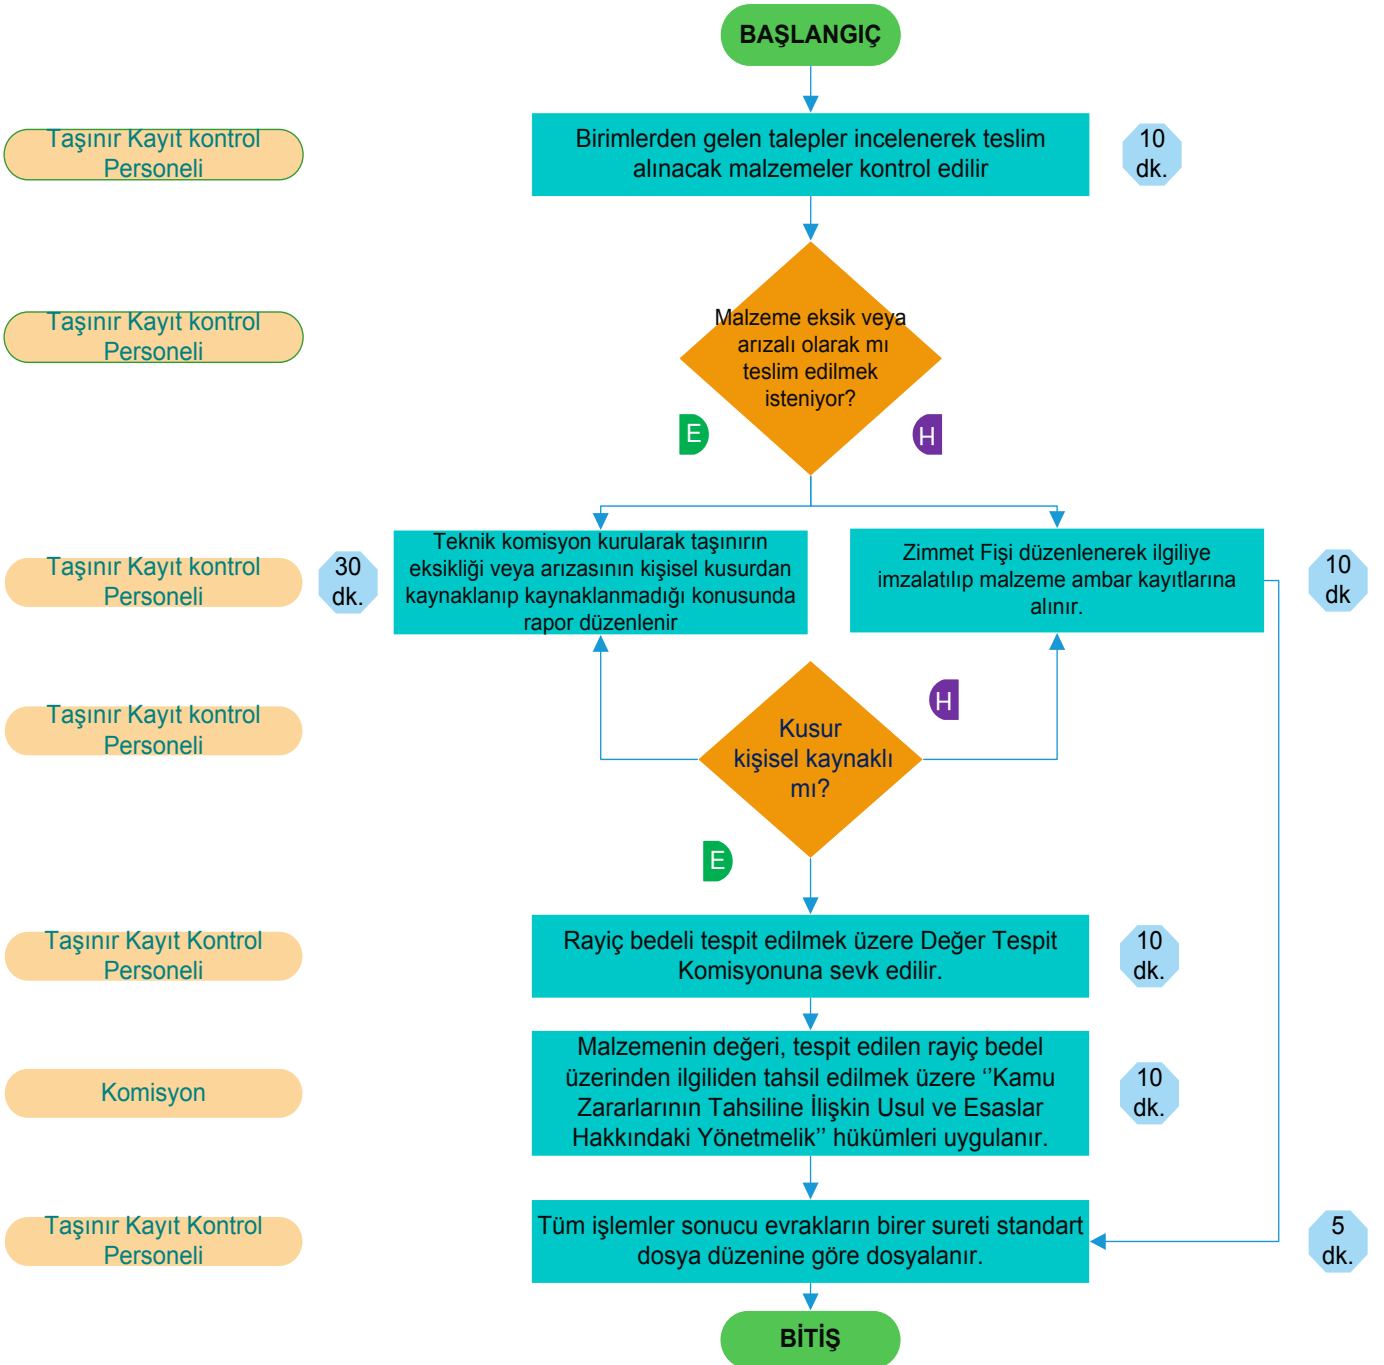 BAŞLANGIÇ
Taşınır Kayıt kontrol
Personeli
Birimlerden gelen talepler incelenerek teslim
alınacak malzemeler kontrol edilir
10
dk.
Taşınır Kayıt kontrol
Personeli
Malzeme eksik veya
arızalı olarak mı
teslim edilmek
isteniyor?
E
H
Taşınır Kayıt kontrol
Personeli
30
dk.
Teknik komisyon kurularak taşınırın
eksikliği veya arızasının kişisel kusurdan
kaynaklanıp kaynaklanmadığı konusunda
rapor düzenlenir
Zimmet Fişi düzenlenerek ilgiliye
imzalatılıp malzeme ambar kayıtlarına
alınır.
10
dk
Taşınır Kayıt kontrol
Personeli
Kusur
kişisel kaynaklı
mı?
H
E
Taşınır Kayıt Kontrol
Personeli
Rayiç bedeli tespit edilmek üzere Değer Tespit
Komisyonuna sevk edilir.
10
dk.
Komisyon
Malzemenin değeri, tespit edilen rayiç bedel
üzerinden ilgiliden tahsil edilmek üzere ‘’Kamu
Zararlarının Tahsiline İlişkin Usul ve Esaslar
Hakkındaki Yönetmelik’’ hükümleri uygulanır.
10
dk.
Taşınır Kayıt Kontrol
Personeli
Tüm işlemler sonucu evrakların birer sureti standart
dosya düzenine göre dosyalanır.
5
dk.
BİTİŞ